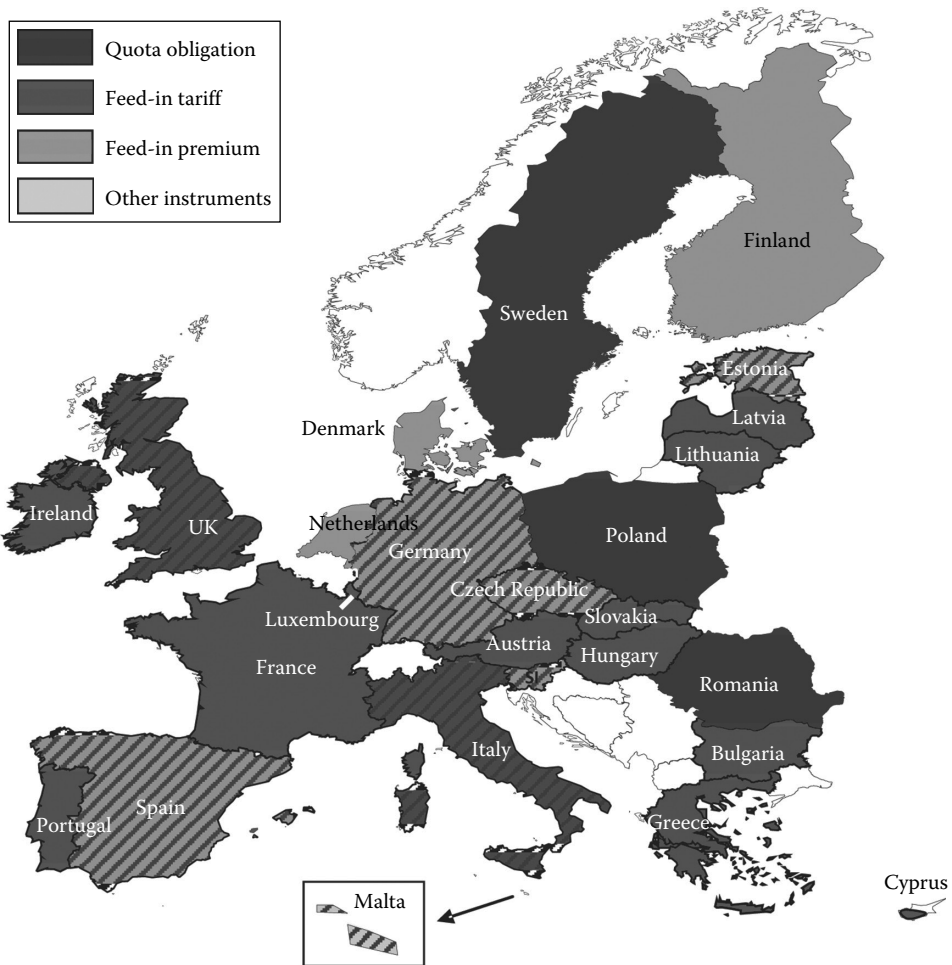 Quota obligation
Feed-in tariff
Feed-in premium
Other instruments
Finland
Sweden
Estonia
Latvia
Denmark
Lithuania
Ireland
UK
Netherlands
Poland
Germany
Czech Republic
Luxembourg
Slovakia
Austria
Hungary
France
SI
Romania
Italy
Bulgaria
Spain
Portugal
Greece
Cyprus
Malta